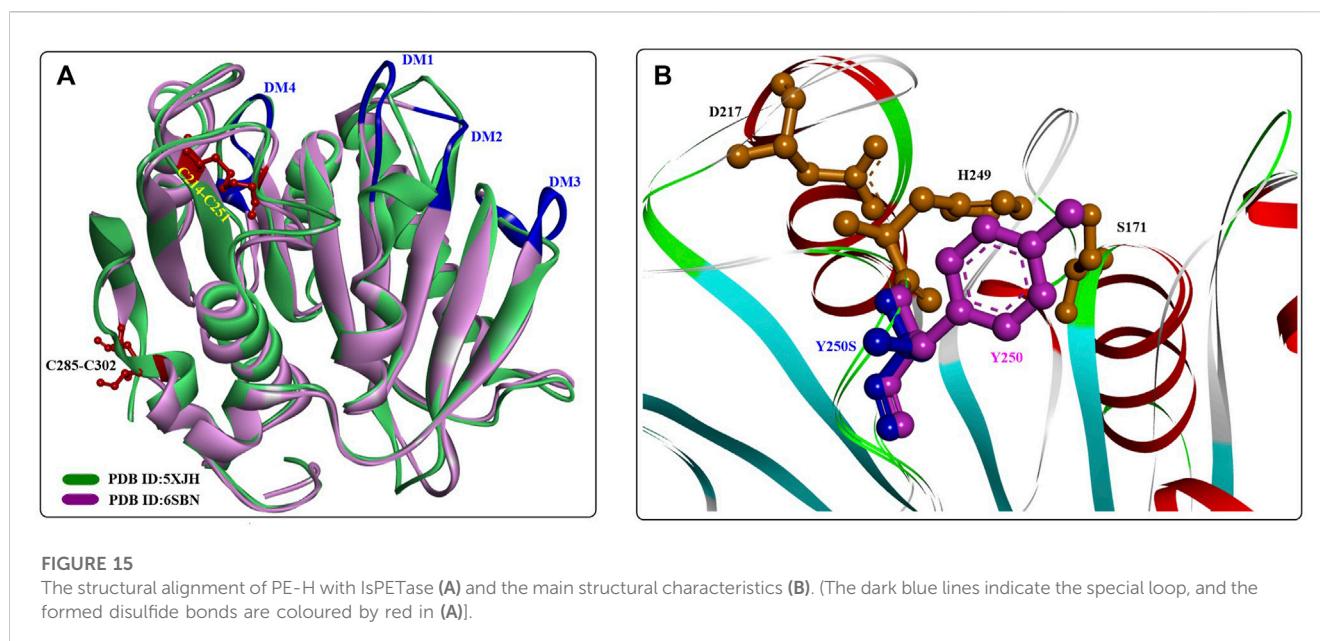 A
DM1
DM4
DM2
DM3
C214-C251
C285-C302
PDB ID:5XJH
PDB ID:6SBN
B
D217
H249
S171
Y250S
Y250
FIGURE 15
The structural alignment of PE-H with IsPETase (A) and the main structural characteristics (B). (The dark blue lines indicate the special loop, and the
formed disulfide bonds are coloured by red in (A)].